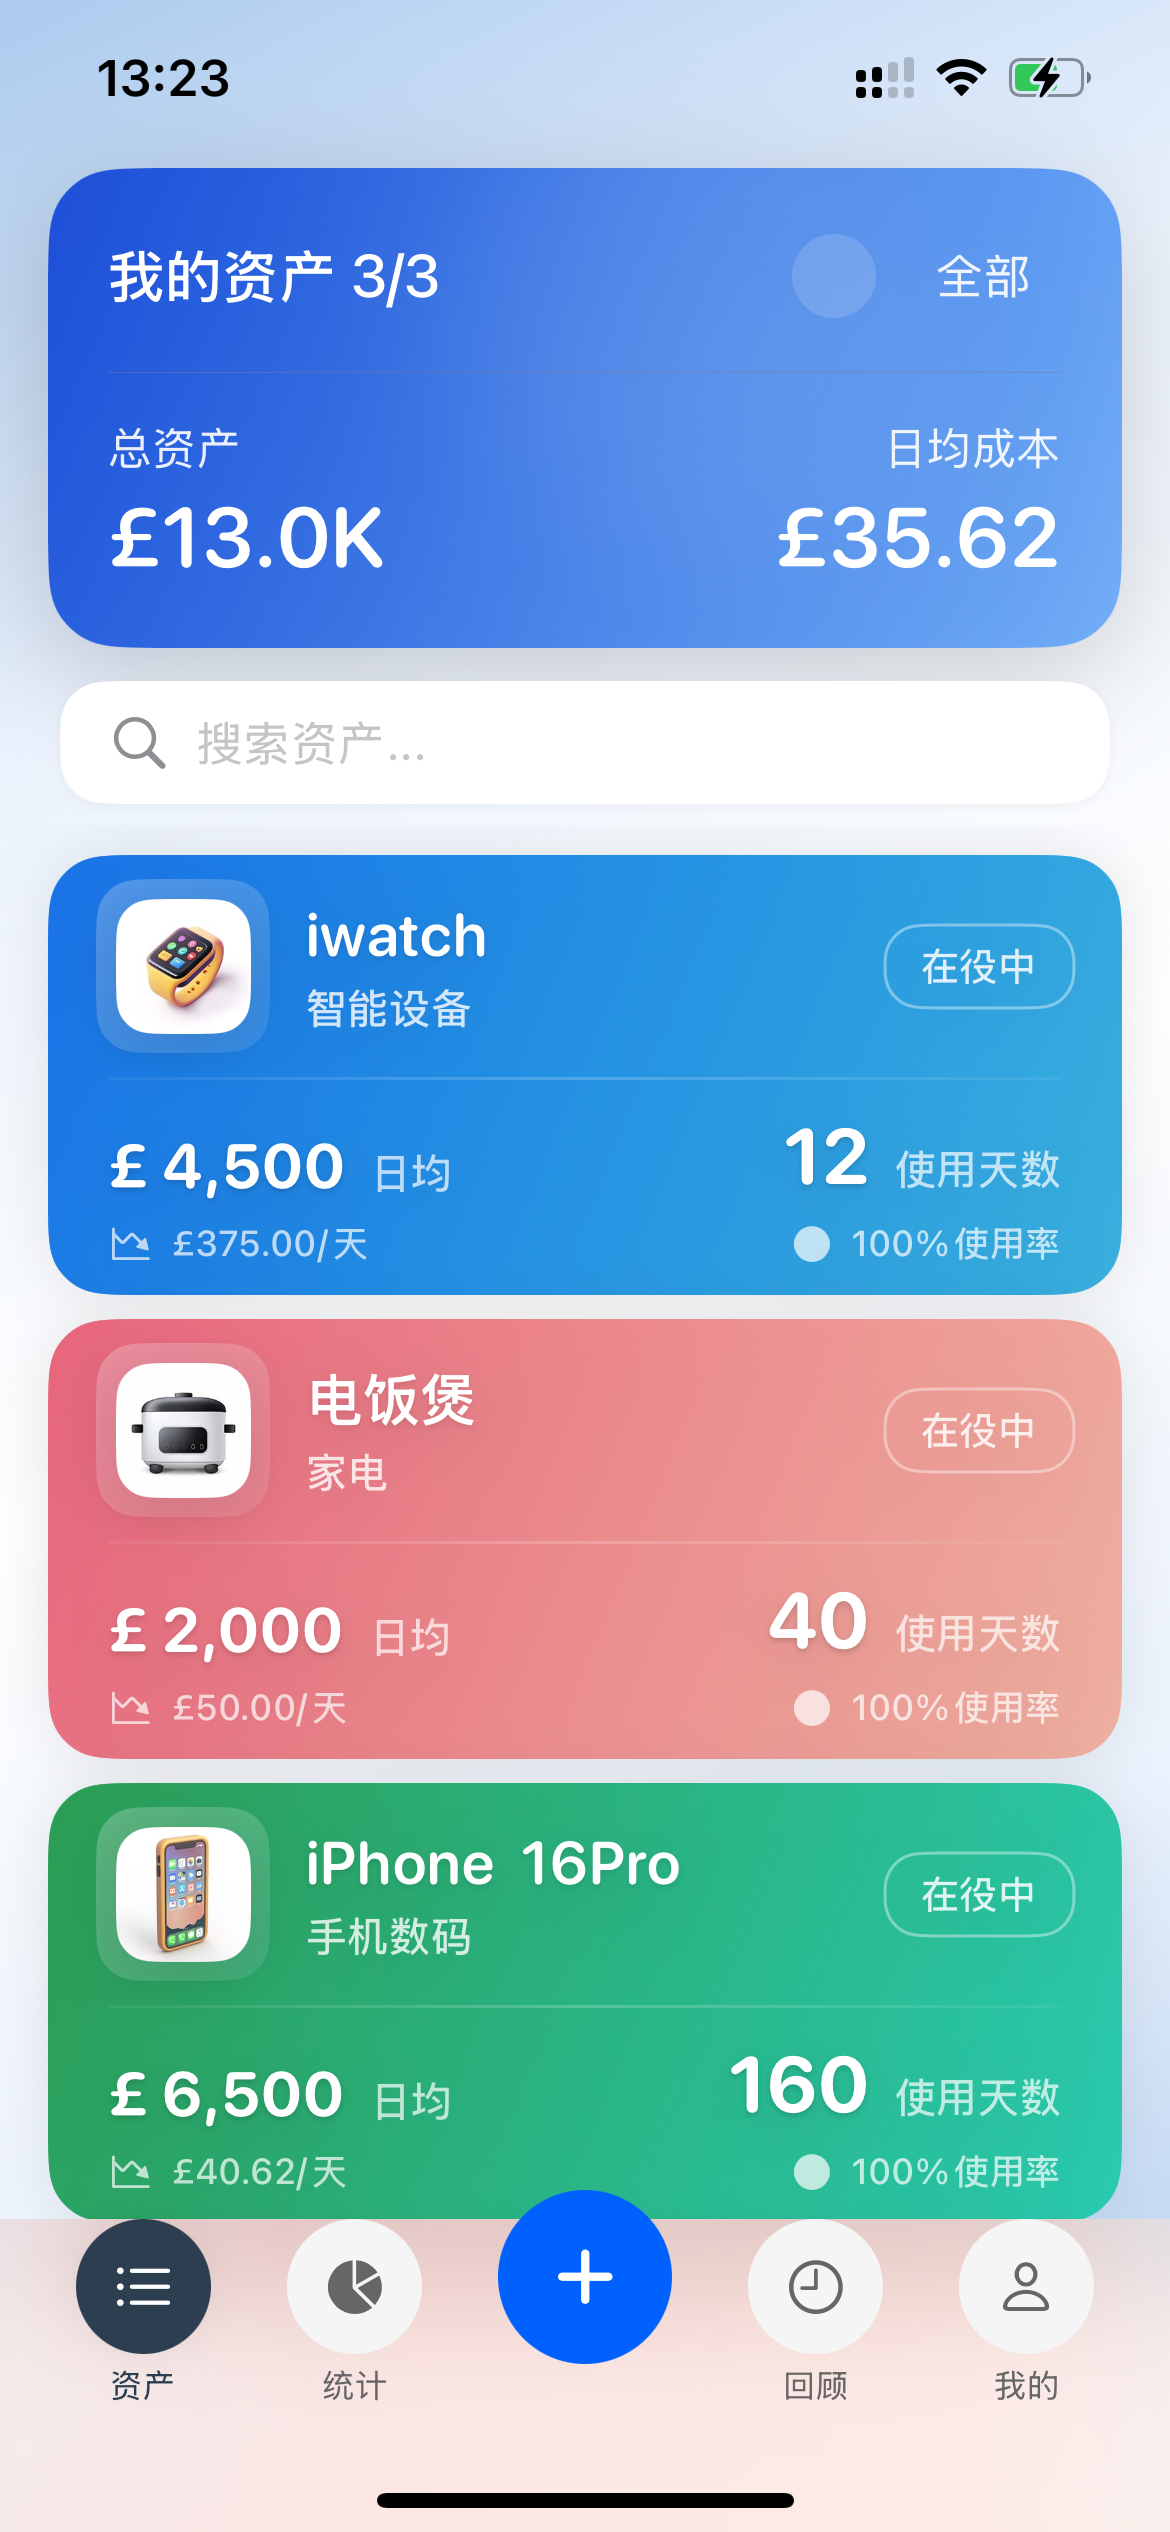 13:23
我的资产 3/3
全部
总资产
日均成本
£13.0K
£35.62
搜索资产...
iwatch
智能设备
在役中
£ 4,500 日均
12 使用天数
£375.00/天
100%使用率
电饭煲
家电
在役中
£ 2,000 日均
40 使用天数
£50.00/天
100%使用率
iPhone 16Pro
手机数码
在役中
£ 6,500 日均
160 使用天数
£40.62/天
100%使用率
资产
统计
回顾
我的